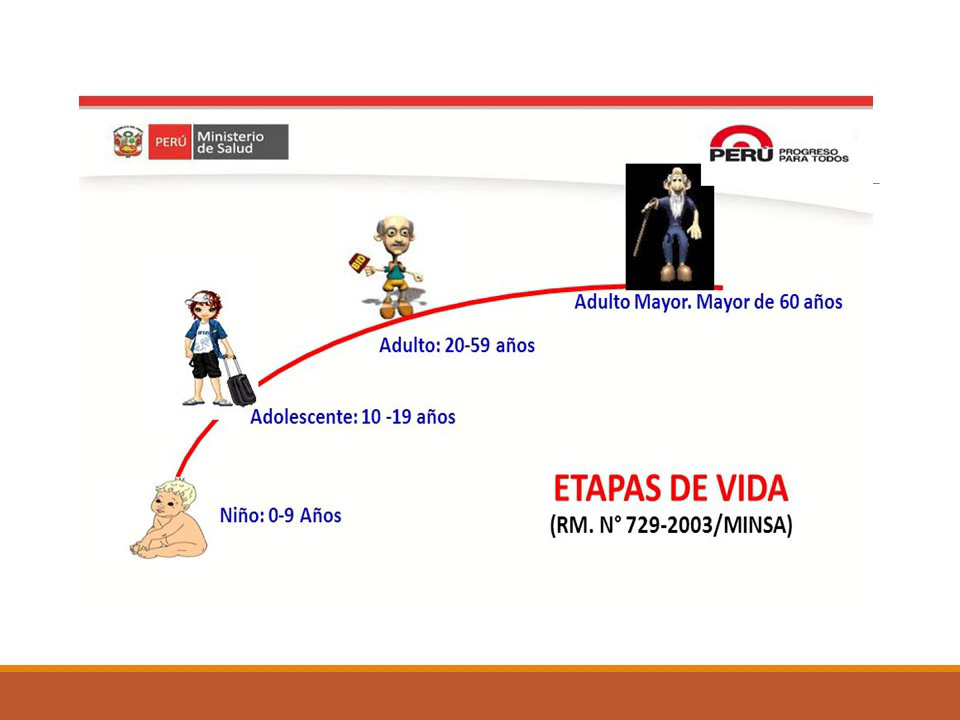 PERÚ
Ministerio
de Salud
PERÚ
PROGRESO
PARA TODOS
BIO
Adulto Mayor. Mayor de 60 años
Adulto: 20-59 años
Adolescente: 10 -19 años
Niño: 0-9 Años
ETAPAS DE VIDA
(RM. N° 729-2003/MINSA)